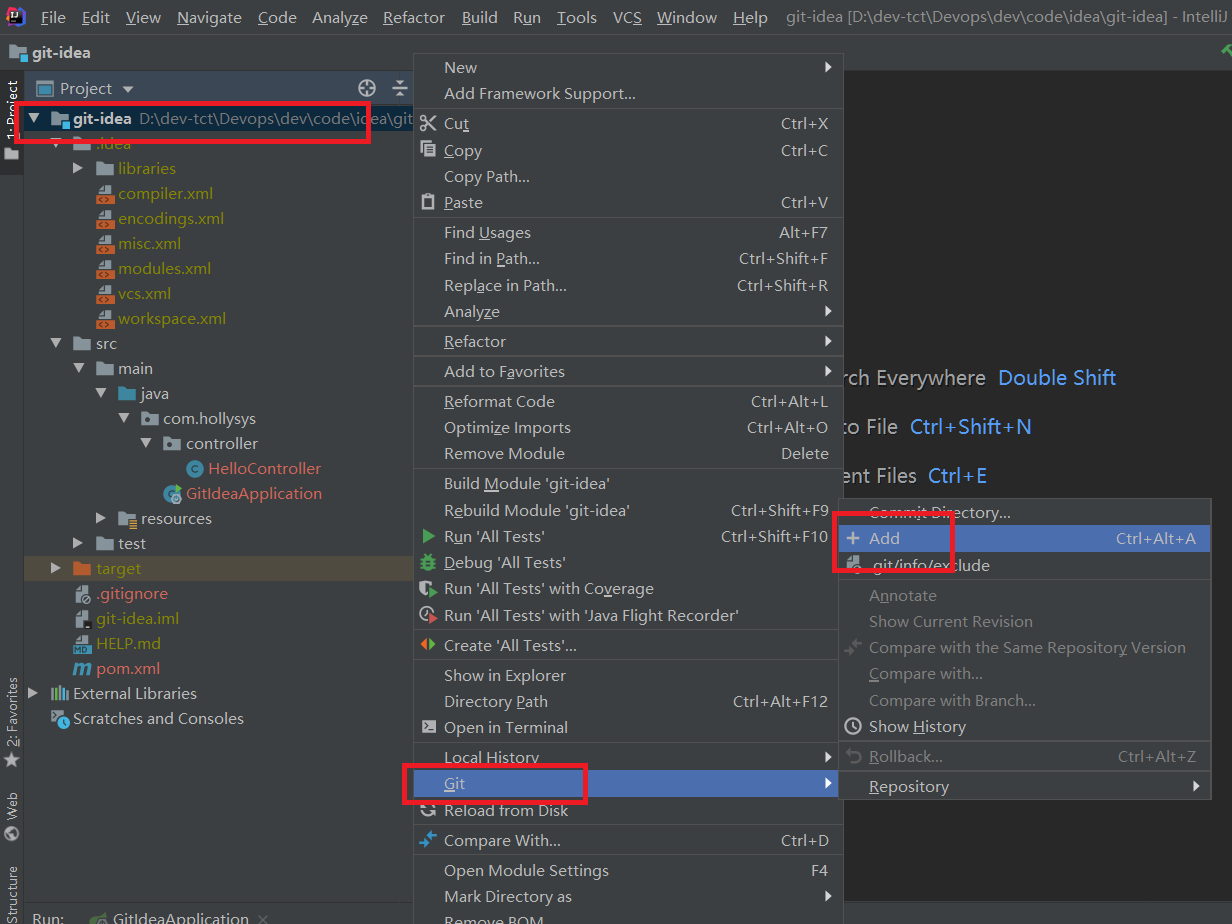 File Edit View Navigate Code Analyze Refactor Build Run Tools VCS Window Help git-idea [D:\dev-tct\Devops\dev\code\idea\git-idea] - IntelliJ
git-idea
1: Project
Project
git-idea D:\dev-tct\Devops\dev\code\idea\git
.idea
libraries
compiler.xml
encodings.xml
misc.xml
modules.xml
vcs.xml
workspace.xml
src
main
java
com.hollysys
controller
HelloController
GitIdeaApplication
resources
test
target
.gitignore
git-idea.iml
HELP.md
pom.xml
External Libraries
Scratches and Consoles
2: Favorites
Web
Structure
Run: GitIdeaApplication
New
Add Framework Support...
Cut Ctrl+X
Copy Ctrl+C
Copy Path...
Paste Ctrl+V
Find Usages Alt+F7
Find in Path... Ctrl+Shift+F
Replace in Path... Ctrl+Shift+R
Analyze
Refactor
Add to Favorites
Reformat Code Ctrl+Alt+L
Optimize Imports Ctrl+Alt+O
Remove Module Delete
Build Module 'git-idea'
Rebuild Module 'git-idea' Ctrl+Shift+F9
Run 'All Tests' Ctrl+Shift+F10
Debug 'All Tests'
Run 'All Tests' with Coverage
Run 'All Tests' with 'Java Flight Recorder'
Create 'All Tests'...
Show in Explorer
Directory Path Ctrl+Alt+F12
Open in Terminal
Local History
Git
Reload from Disk
Compare With... Ctrl+D
Open Module Settings F4
Mark Directory as
Remove BOM
rch Everywhere Double Shift
to File Ctrl+Shift+N
ent Files Ctrl+E
Commit Directory...
Add Ctrl+Alt+A
.git/info/exclude
Annotate
Show Current Revision
Compare with the Same Repository Version
Compare with...
Compare with Branch...
Show History
Rollback... Ctrl+Alt+Z
Repository